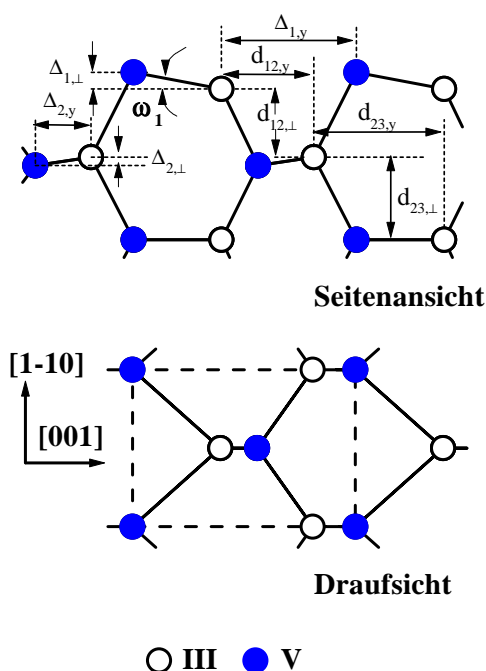 Δ1,y
d12,y
Δ1,⊥
ω1
Δ2,y
d12,⊥
d23,y
Δ2,⊥
d23,⊥
Seitenansicht
[1-10]
[001]
Draufsicht
III V